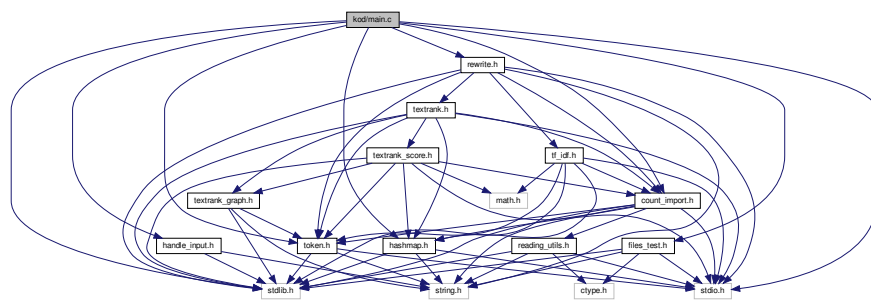 kod/main.c
rewrite.h
textrank.h
textrank_score.h
tf_idf.h
textrank_graph.h
math.h
count_import.h
handle_input.h
token.h
hashmap.h
reading_utils.h
files_test.h
stdlib.h
string.h
ctype.h
stdio.h